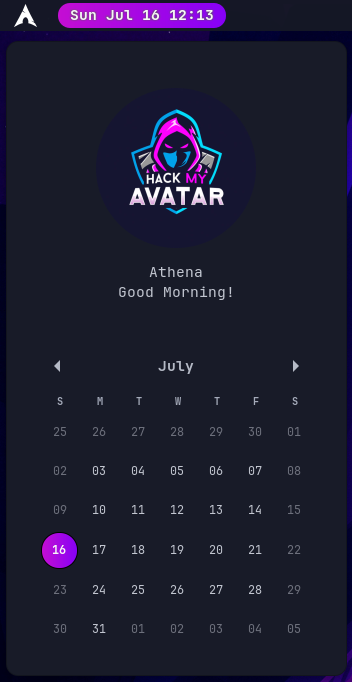 Sun Jul 16 12:13
HACK MY
AVATAR
Athena
Good Morning!
July
S M T W T F S
25 26 27 28 29 30 01
02 03 04 05 06 07 08
09 10 11 12 13 14 15
16 17 18 19 20 21 22
23 24 25 26 27 28 29
30 31 01 02 03 04 05